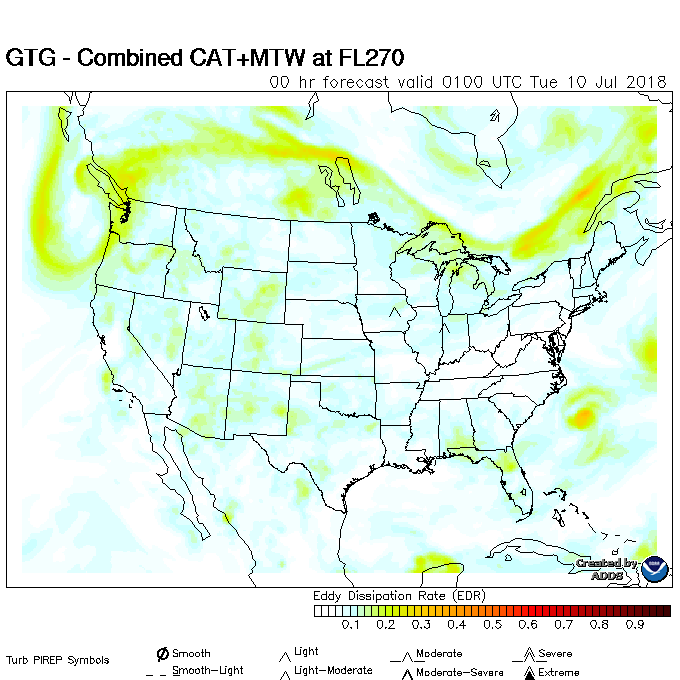 GTG - Combined CAT+MTW at FL270
00 hr forecast valid 0100 UTC Tue 10 Jul 2018
Created by
ADDS
Eddy Dissipation Rate (EDR)
0.1 0.2 0.3 0.4 0.5 0.6 0.7 0.8 0.9
Turb PIREP Symbols
Smooth
Light
Moderate
Severe
Smooth-Light
Light-Moderate
Moderate-Severe
Extreme